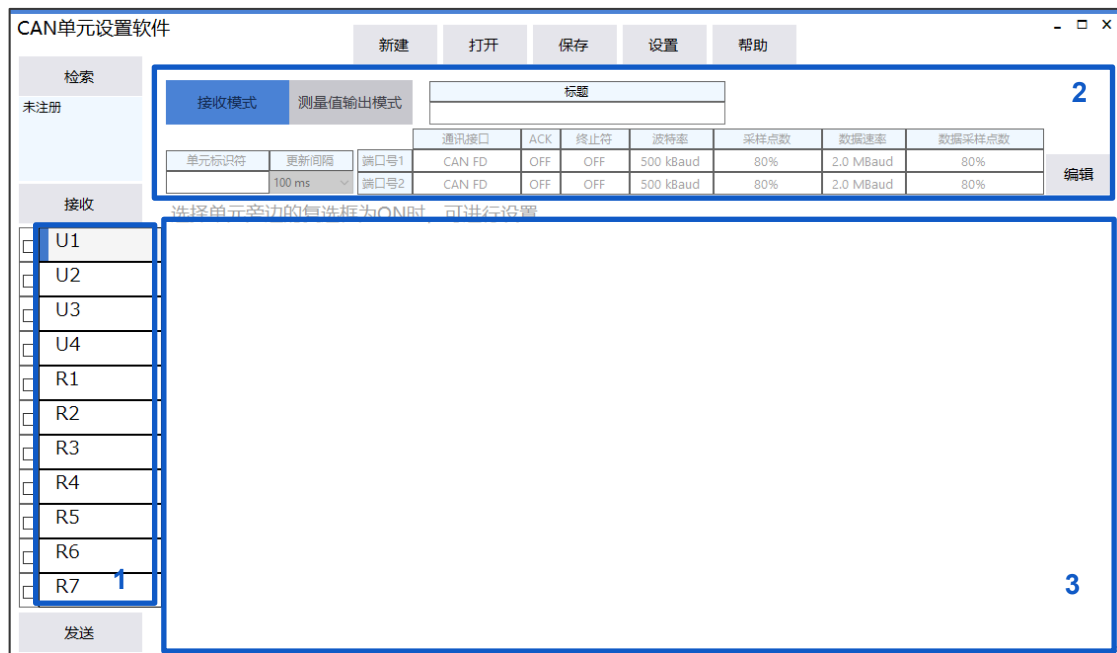 CAN单元设置软件
新建 打开 保存 设置 帮助
检索
未注册
接收模式 测量值输出模式 标题 2
通讯接口 ACK 终止符 波特率 采样点数 数据速率 数据采样点数
单元标识符 更新间隔 端口号1 CAN FD OFF OFF 500 kBaud 80% 2.0 MBaud 80%
100 ms 端口号2 CAN FD OFF OFF 500 kBaud 80% 2.0 MBaud 80%
编辑
接收
选择单元旁边的复选框为ON时，可进行设置
U1
U2
U3
U4
R1
R2
R3
R4
R5
R6
R7 1
3
发送